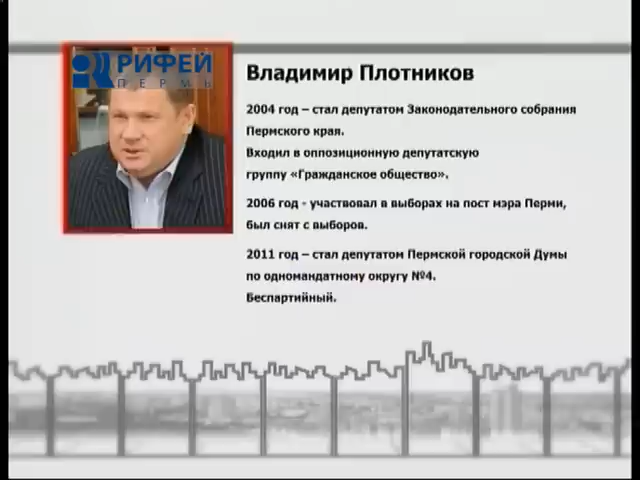 РИФЕЙ
ПЕРМЬ
Владимир Плотников
2004 год – стал депутатом Законодательного собрания
Пермского края.
Входил в оппозиционную депутатскую
группу «Гражданское общество».
2006 год - участвовал в выборах на пост мэра Перми,
был снят с выборов.
2011 год – стал депутатом Пермской городской Думы
по одномандатному округу №4.
Беспартийный.